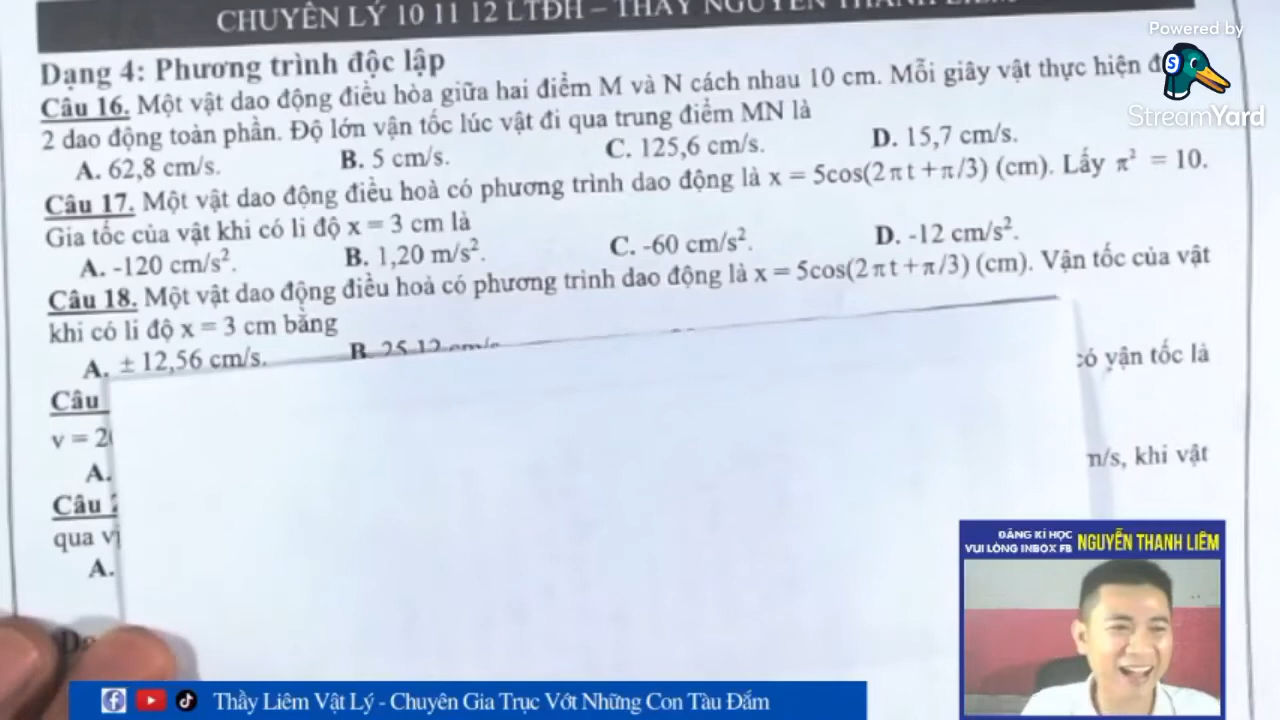 CHUYÊN LÝ 10 11 12 LTĐH – THẦY NGUYỄN THANH LIÊM
Powered by
StreamYard
Dạng 4: Phương trình độc lập
Câu 16. Một vật dao động điều hòa giữa hai điểm M và N cách nhau 10 cm. Mỗi giây vật thực hiện
2 dao động toàn phần. Độ lớn vận tốc lúc vật đi qua trung điểm MN là
A. 62,8 cm/s. B. 5 cm/s. C. 125,6 cm/s. D. 15,7 cm/s.
Câu 17. Một vật dao động điều hoà có phương trình dao động là x = 5cos(2πt+π/3) (cm). Lấy π² = 10.
Gia tốc của vật khi có li độ x = 3 cm là
A. -120 cm/s². B. 1,20 m/s². C. -60 cm/s². D. -12 cm/s².
Câu 18. Một vật dao động điều hoà có phương trình dao động là x = 5cos(2πt+π/3) (cm). Vận tốc của vật
khi có li độ x = 3 cm bằng
A. ± 12,56 cm/s. B. 25,12 cm/s
Câu có vận tốc là
v = 2
A. m/s, khi vật
Câu
qua vị
A.
ĐĂNG KÍ HỌC
VUI LÒNG INBOX FB NGUYỄN THANH LIÊM
Thầy Liêm Vật Lý - Chuyên Gia Trục Vớt Những Con Tàu Đắm